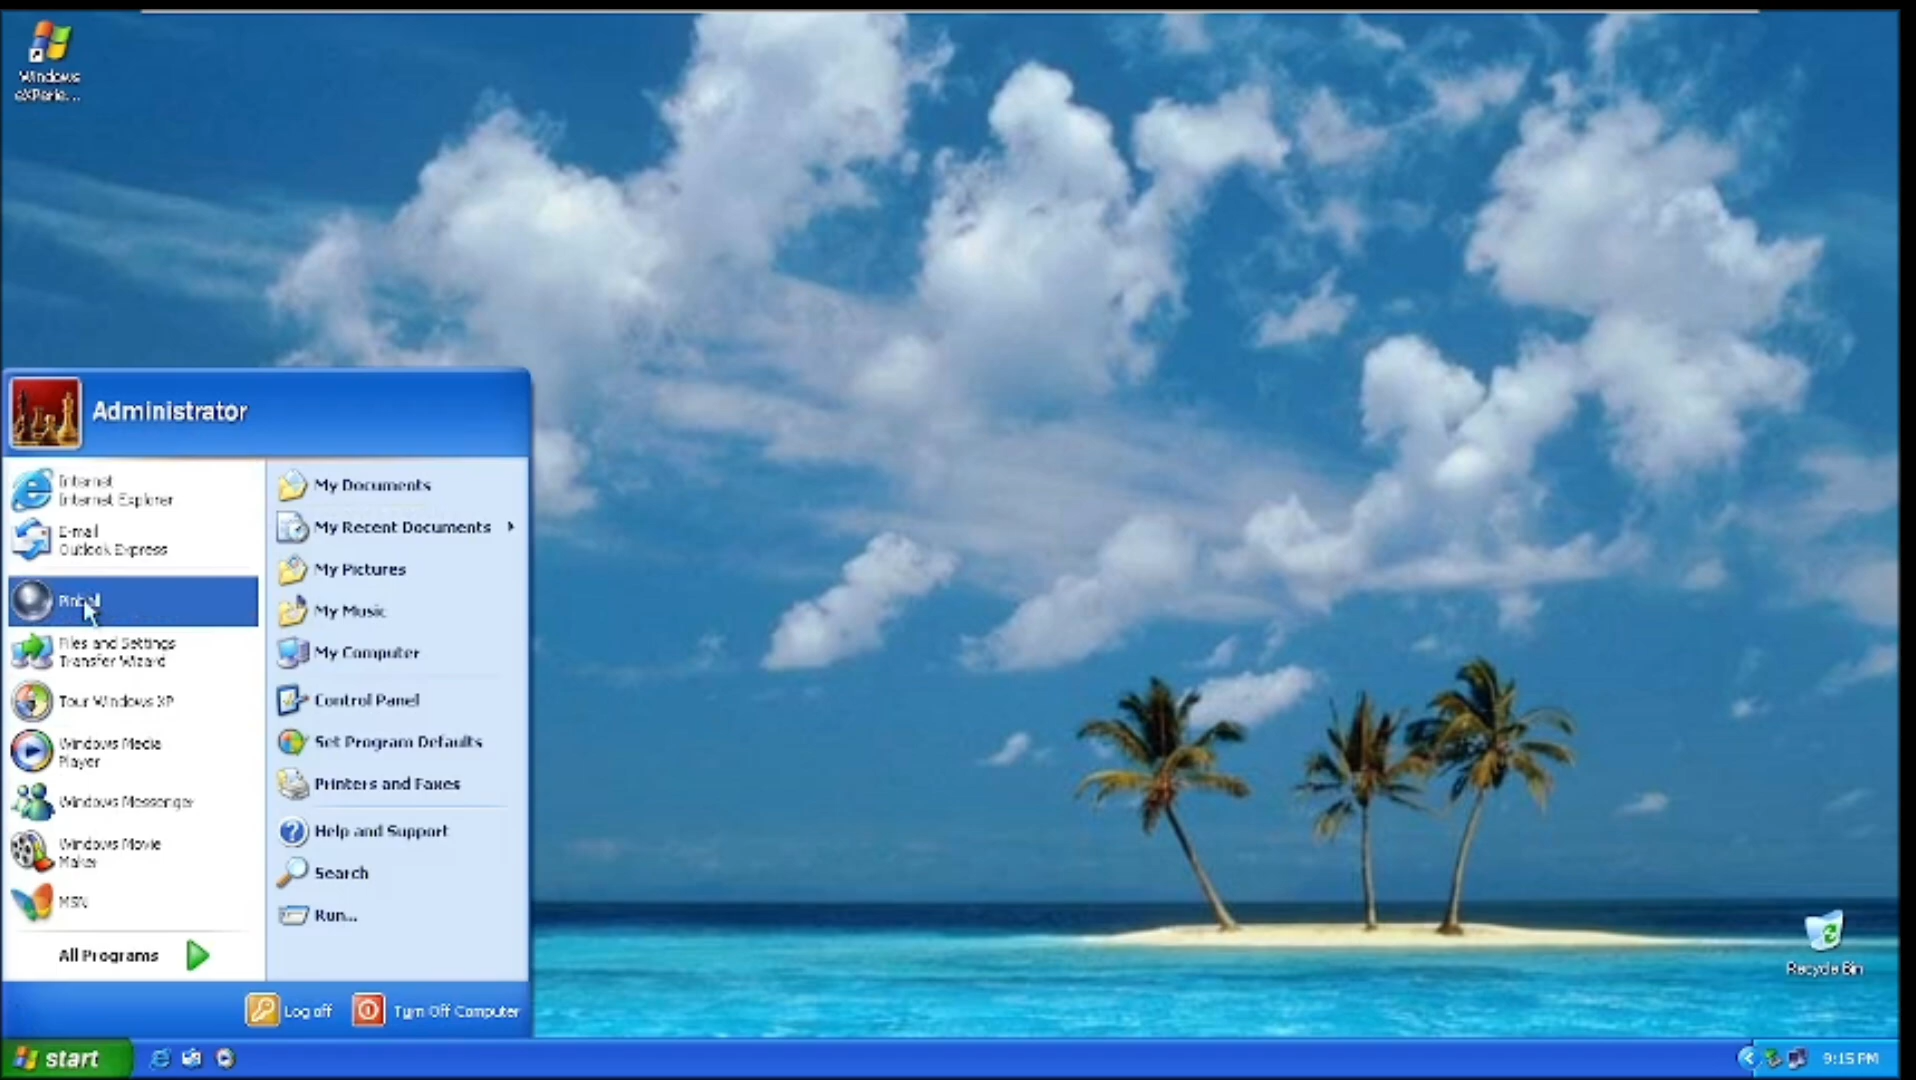 Windows
eXPerie...
Administrator
Internet
Internet Explorer
E-mail
Outlook Express
Pinball
Files and Settings
Transfer Wizard
Tour Windows XP
Windows Media
Player
Windows Messenger
Windows Movie
Maker
MSN
All Programs
My Documents
My Recent Documents
My Pictures
My Music
My Computer
Control Panel
Set Program Defaults
Printers and Faxes
Help and Support
Search
Run...
Log off
Turn Off Computer
Recycle Bin
start
9:15 PM